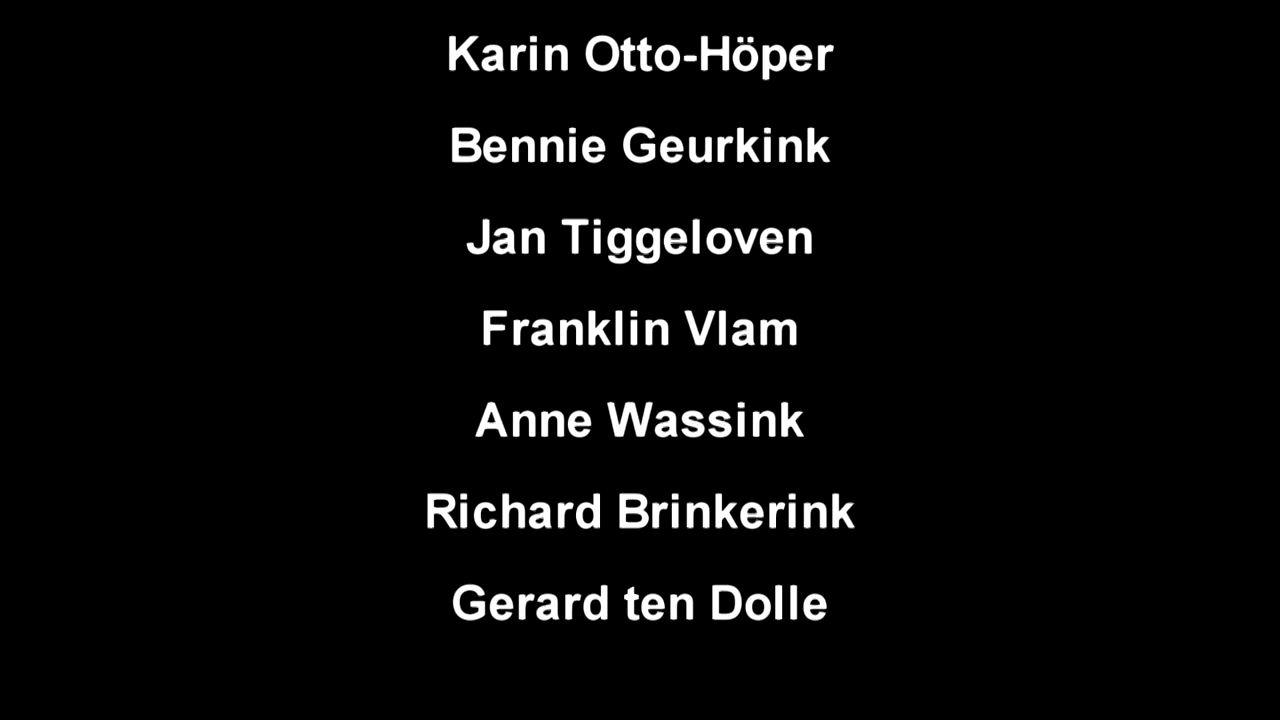 Karin Otto-Höper
Bennie Geurkink
Jan Tiggeloven
Franklin Vlam
Anne Wassink
Richard Brinkerink
Gerard ten Dolle